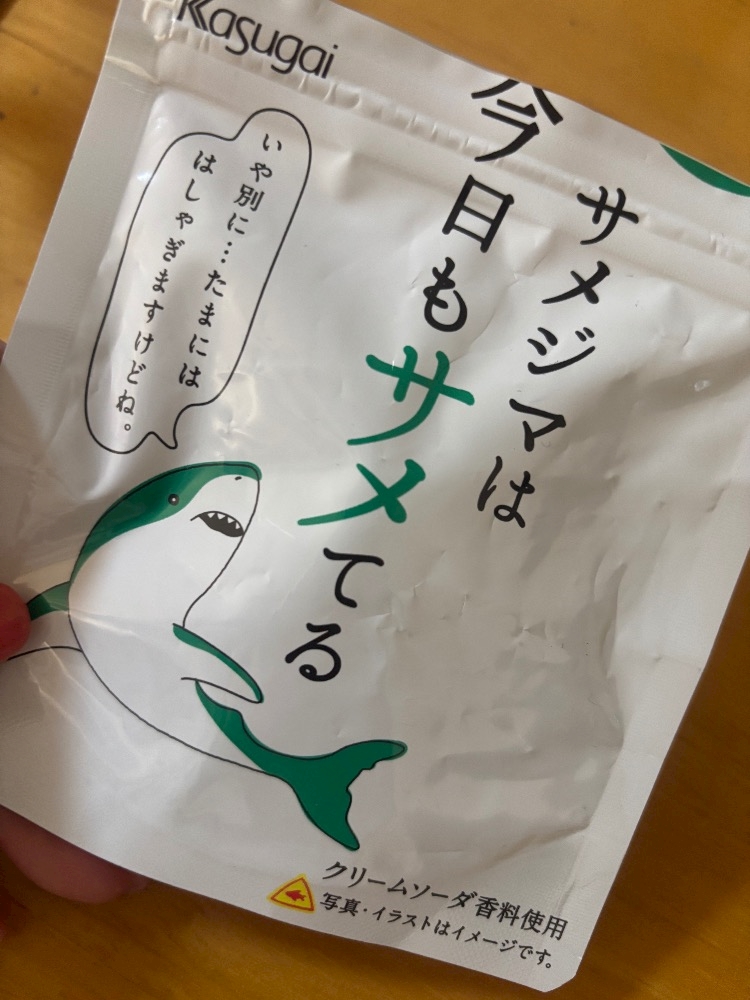 Kasugai
サメジマは
今日もサメてる
いや別に…たまには
はしゃぎますけどね。
クリームソーダ香料使用
写真・イラストはイメージです。